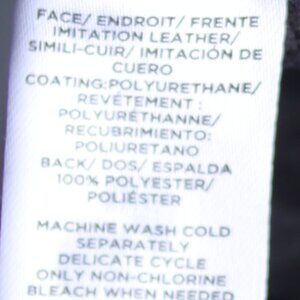 FACE/ ENDROIT/ FRENTE
IMITATION LEATHER/
SIMILI-CUIR/ IMITACIÓN DE
CUERO
COATING:POLYURETHANE/
REVÉTEMENT :
POLYURÉTHANNE/
RECUBRIMIENTO:
POLIURETANO
BACK/ DOS/ ESPALDA
100% POLYESTER/
POLIÉSTER
MACHINE WASH COLD
SEPARATELY
DELICATE CYCLE
ONLY NON-CHLORINE
BLEACH WHEN NEEDED